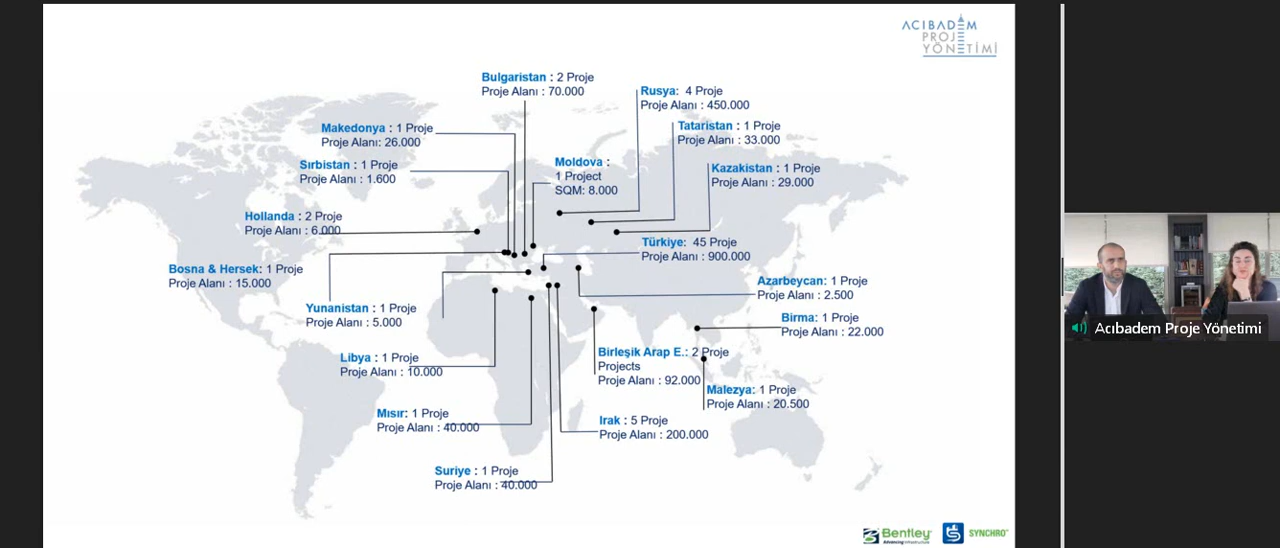 ACIBADEM
PROJE
YÖNETİMİ
Bulgaristan : 2 Proje
Proje Alanı : 70.000
Rusya: 4 Proje
Proje Alanı : 450.000
Makedonya : 1 Proje
Proje Alanı: 26.000
Tataristan : 1 Proje
Proje Alanı : 33.000
Sırbistan : 1 Proje
Proje Alanı : 1.600
Moldova :
1 Project
SQM: 8.000
Kazakistan : 1 Proje
Proje Alanı : 29.000
Hollanda : 2 Proje
Proje Alanı : 6.000
Türkiye: 45 Proje
Proje Alanı : 900.000
Bosna & Hersek: 1 Proje
Proje Alanı : 15.000
Azarbeycan: 1 Proje
Proje Alanı : 2.500
Yunanistan : 1 Proje
Proje Alanı : 5.000
Birma: 1 Proje
Proje Alanı : 22.000
Libya : 1 Proje
Proje Alanı : 10.000
Birleşik Arap E.: 2 Proje
Projects
Proje Alanı : 92.000
Malezya: 1 Proje
Proje Alanı : 20.500
Mısır: 1 Proje
Proje Alanı : 40.000
Irak : 5 Proje
Proje Alanı : 200.000
Suriye : 1 Proje
Proje Alanı : 40.000
Bentley
Advancing Infrastructure
SYNCHRO
Acıbadem Proje Yönetimi